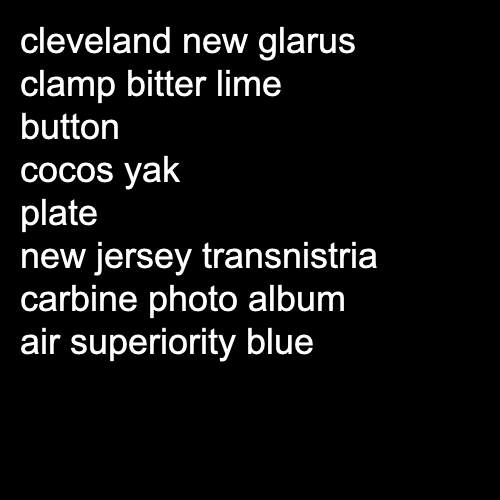 cleveland new glarus
clamp bitter lime
button
cocos yak
plate
new jersey transnistria
carbine photo album
air superiority blue